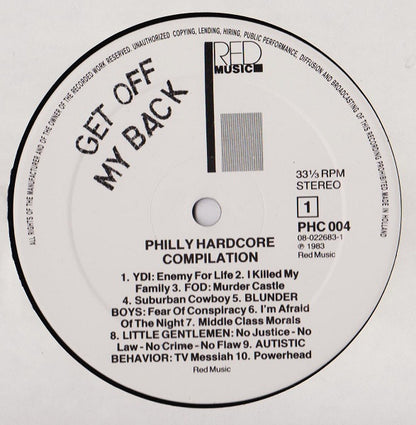 ALL RIGHTS OF THE MANUFACTURER AND OF THE OWNER OF THE RECORDED WORK RESERVED. UNAUTHORIZED COPYING, LENDING, HIRING, PUBLIC PERFORMANCE, DIFFUSION AND BROADCASTING OF THIS RECORDING PROHIBITED MADE IN HOLLAND
GET OFF
MY BACK
RED
MUSIC
33⅓ RPM
STEREO
1
PHC 004
08-022683-1
℗ 1983
Red Music
PHILLY HARDCORE
COMPILATION
1. YDI: Enemy For Life 2. I Killed My
Family 3. FOD: Murder Castle
4. Suburban Cowboy 5. BLUNDER
BOYS: Fear Of Conspiracy 6. I'm Afraid
Of The Night 7. Middle Class Morals
8. LITTLE GENTLEMEN: No Justice - No
Law - No Crime - No Flaw 9. AUTISTIC
BEHAVIOR: TV Messiah 10. Powerhead
Red Music